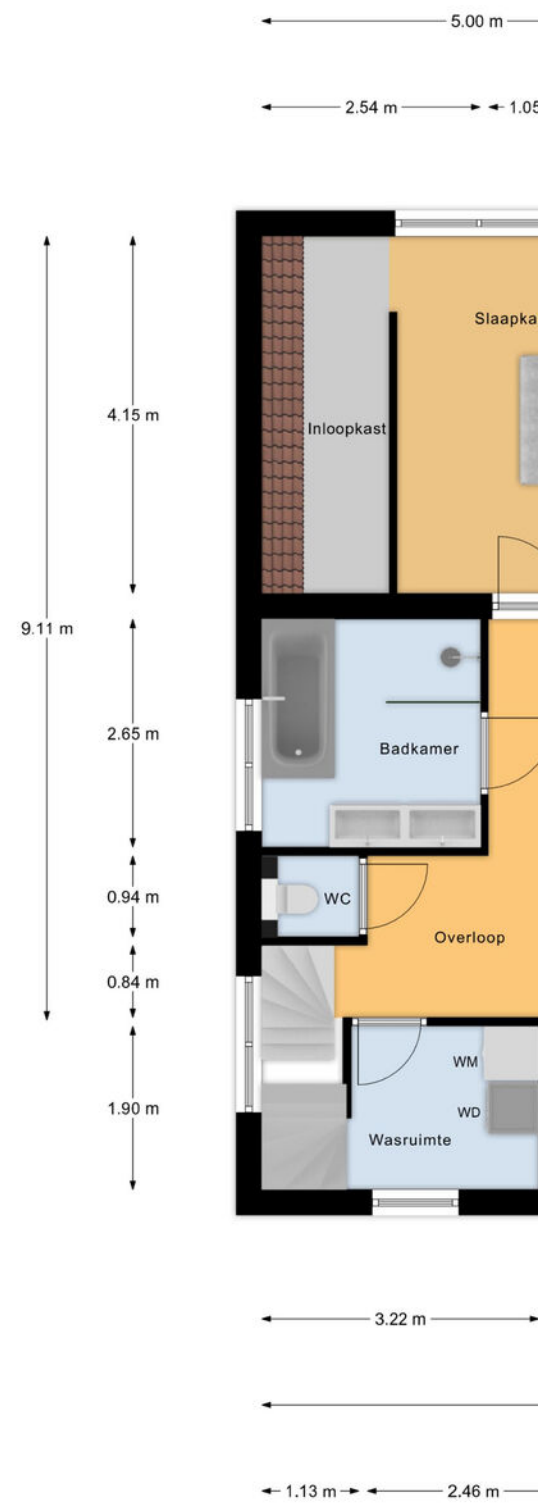 5.00 m
2.54 m
1.05
Slaapka
4.15 m
Inloopkast
9.11 m
2.65 m
Badkamer
0.94 m
WC
Overloop
0.84 m
WM
1.90 m
WD
Wasruimte
3.22 m
1.13 m
2.46 m